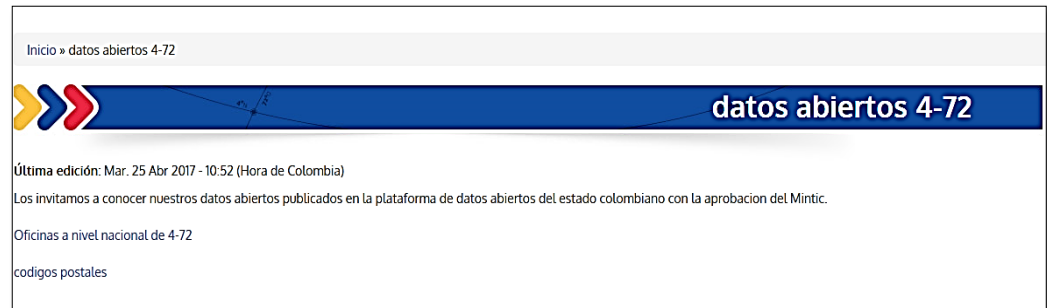 Inicio » datos abiertos 4-72
datos abiertos 4-72
Última edición: Mar. 25 Abr 2017 - 10:52 (Hora de Colombia)
Los invitamos a conocer nuestros datos abiertos publicados en la plataforma de datos abiertos del estado colombiano con la aprobacion del Mintic.
Oficinas a nivel nacional de 4-72
codigos postales